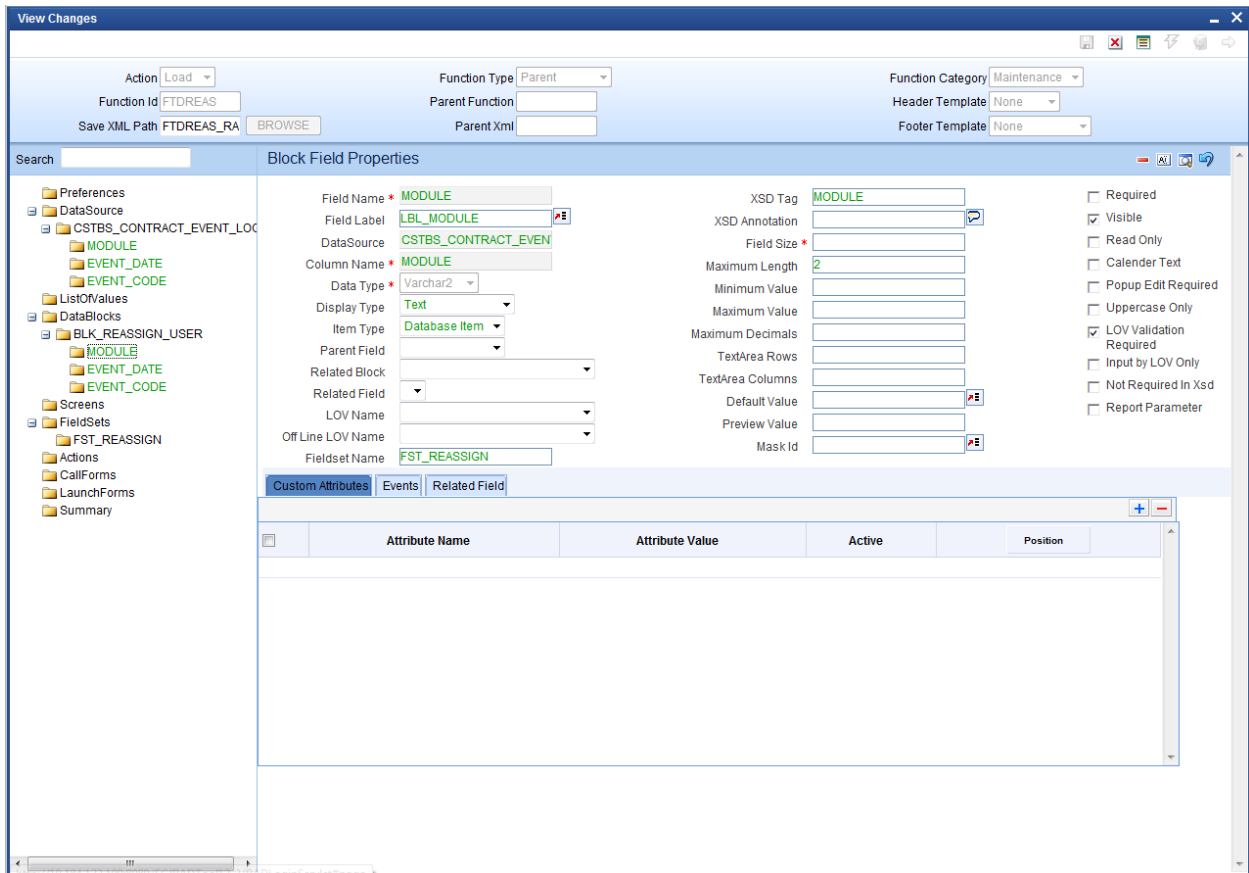 View Changes
Action Load Function Type Parent Function Category Maintenance
Function Id FTDREAS Parent Function Header Template None
Save XML Path FTDREAS_RA BROWSE Parent Xml Footer Template None
Search
Preferences
DataSource
CSTBS_CONTRACT_EVENT_LOG
MODULE
EVENT_DATE
EVENT_CODE
ListOfValues
DataBlocks
BLK_REASSIGN_USER
MODULE
EVENT_DATE
EVENT_CODE
Screens
FieldSets
FST_REASSIGN
Actions
CallForms
LaunchForms
Summary
Block Field Properties
Field Name * MODULE
Field Label LBL_MODULE
DataSource CSTBS_CONTRACT_EVEN
Column Name * MODULE
Data Type * Varchar2
Display Type Text
Item Type Database Item
Parent Field
Related Block
Related Field
LOV Name
Off Line LOV Name
Fieldset Name FST_REASSIGN
XSD Tag MODULE
XSD Annotation
Field Size *
Maximum Length 2
Minimum Value
Maximum Value
Maximum Decimals
TextArea Rows
TextArea Columns
Default Value
Preview Value
Mask Id
Required
Visible
Read Only
Calender Text
Popup Edit Required
Uppercase Only
LOV Validation
Required
Input by LOV Only
Not Required In Xsd
Report Parameter
Custom Attributes Events Related Field
Attribute Name Attribute Value Active Position